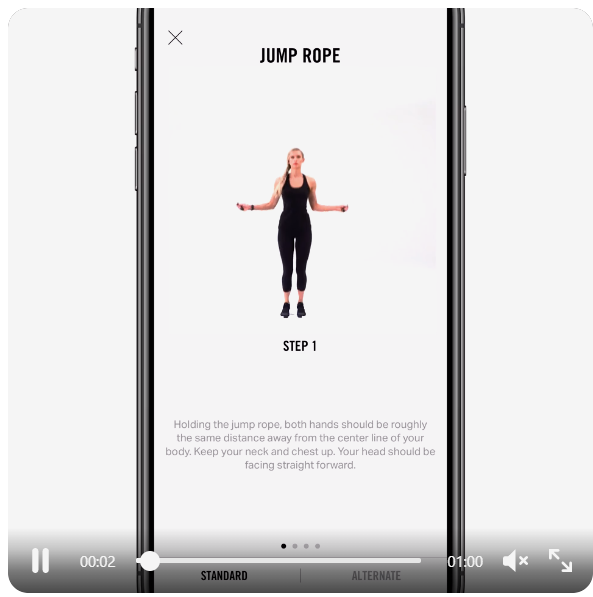 JUMP ROPE
STEP 1
Holding the jump rope, both hands should be roughly
the same distance away from the center line of your
body. Keep your neck and chest up. Your head should be
facing straight forward.
00:02
01:00
STANDARD
ALTERNATE